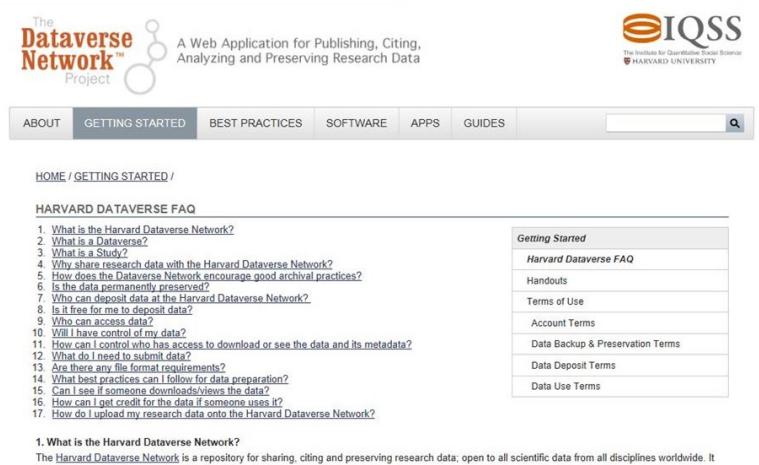 The
Dataverse
Network™
Project
A Web Application for Publishing, Citing,
Analyzing and Preserving Research Data
IQSS
The Institute for Quantitative Social Science
HARVARD UNIVERSITY
ABOUT GETTING STARTED BEST PRACTICES SOFTWARE APPS GUIDES
HOME / GETTING STARTED /
HARVARD DATAVERSE FAQ
1. What is the Harvard Dataverse Network?
2. What is a Dataverse?
3. What is a Study?
4. Why share research data with the Harvard Dataverse Network?
5. How does the Dataverse Network encourage good archival practices?
6. Is the data permanently preserved?
7. Who can deposit data at the Harvard Dataverse Network?
8. Is it free for me to deposit data?
9. Who can access data?
10. Will I have control of my data?
11. How can I control who has access to download or see the data and its metadata?
12. What do I need to submit data?
13. Are there any file format requirements?
14. What best practices can I follow for data preparation?
15. Can I see if someone downloads/views the data?
16. How can I get credit for the data if someone uses it?
17. How do I upload my research data onto the Harvard Dataverse Network?
Getting Started
Harvard Dataverse FAQ
Handouts
Terms of Use
Account Terms
Data Backup & Preservation Terms
Data Deposit Terms
Data Use Terms
1. What is the Harvard Dataverse Network?
The Harvard Dataverse Network is a repository for sharing, citing and preserving research data; open to all scientific data from all disciplines worldwide. It